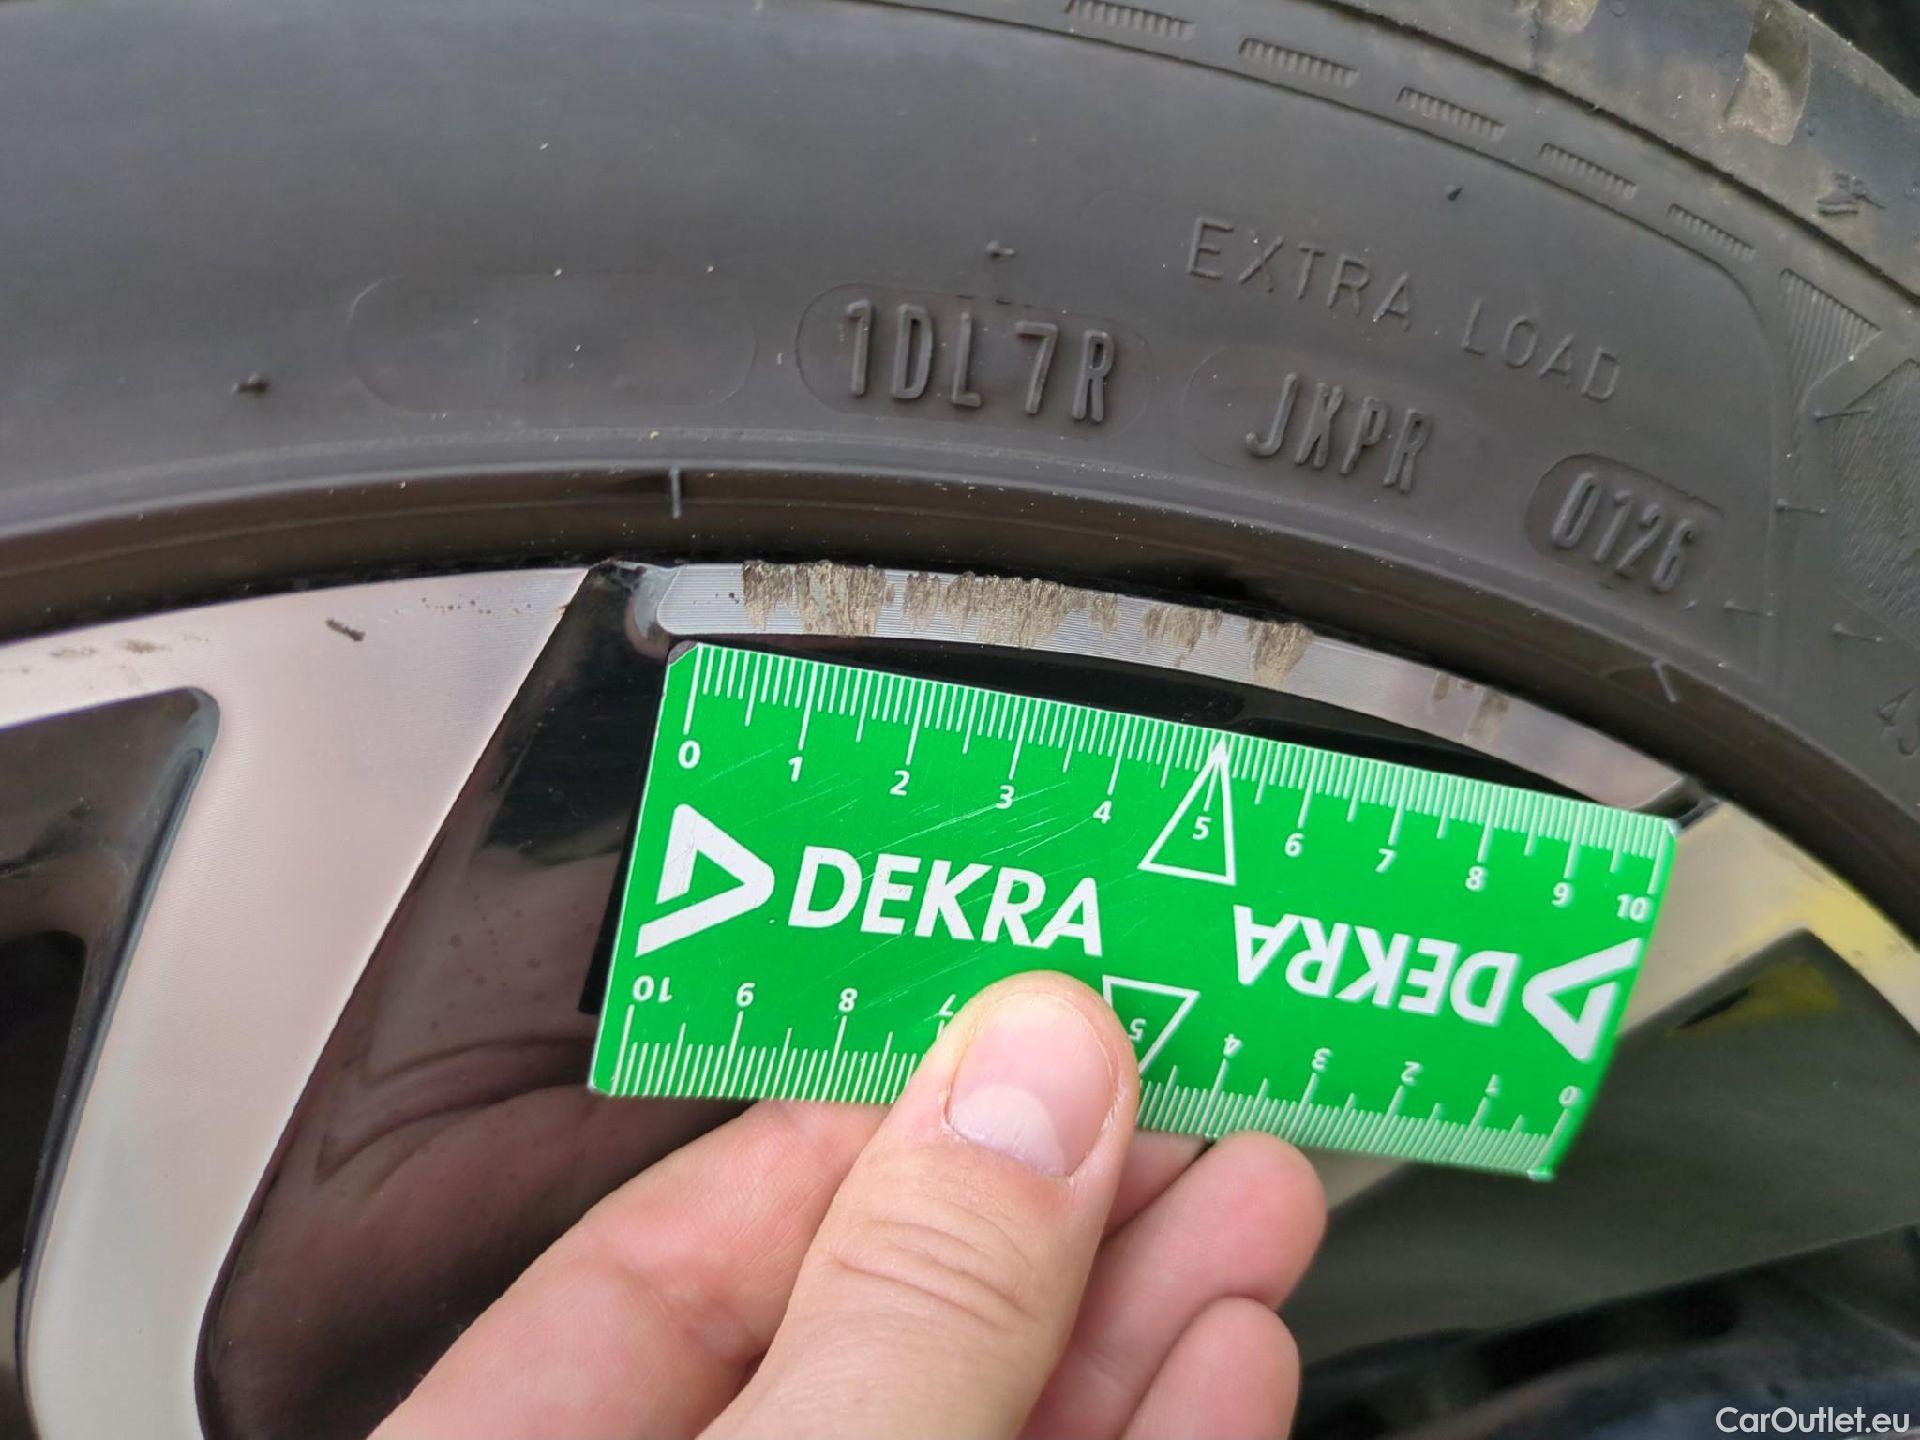 EXTRA LOAD
1DL7R JXPR 0126
0 1 2 3 4 5 6 7 8 9 10
DEKRA
DEKRA
10 9 8 7 5 4 3 2 1 0
CarOutlet.eu